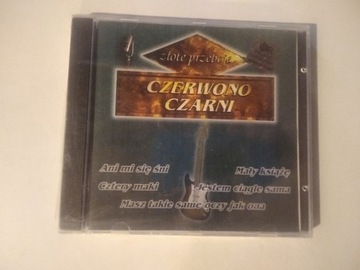 złote przeboje
CZERWONO
CZARNI
Ani mi się śni
Mały książę
Cztery maki
Jestem ciągle sama
Masz takie same oczy jak ona